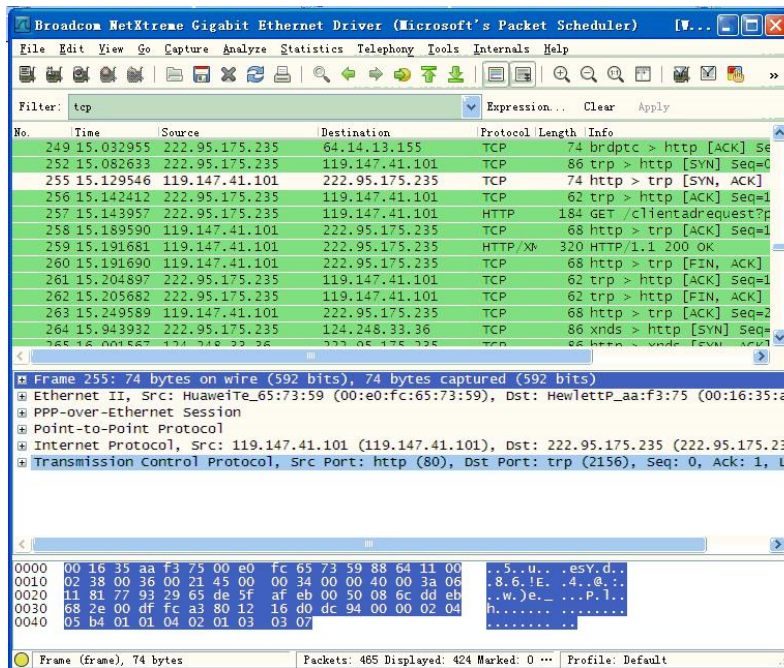 Broadcom NetXtreme Gigabit Ethernet Driver (Microsoft's Packet Scheduler) [W...
File Edit View Go Capture Analyze Statistics Telephony Tools Internals Help
Filter: tcp Expression... Clear Apply
No. Time Source Destination Protocol Length Info
249 15.032955 222.95.175.235 64.14.13.155 TCP 74 brdptc > http [ACK] Se
252 15.082633 222.95.175.235 119.147.41.101 TCP 86 trp > http [SYN] Seq=0
255 15.129546 119.147.41.101 222.95.175.235 TCP 74 http > trp [SYN, ACK]
256 15.142412 222.95.175.235 119.147.41.101 TCP 62 trp > http [ACK] Seq=1
257 15.143957 222.95.175.235 119.147.41.101 HTTP 184 GET /clientadrequest?p
258 15.189590 119.147.41.101 222.95.175.235 TCP 68 http > trp [ACK] Seq=1
259 15.191681 119.147.41.101 222.95.175.235 HTTP/XM 320 HTTP/1.1 200 OK
260 15.191690 119.147.41.101 222.95.175.235 TCP 68 http > trp [FIN, ACK]
261 15.204897 222.95.175.235 119.147.41.101 TCP 62 trp > http [ACK] Seq=1
262 15.205682 222.95.175.235 119.147.41.101 TCP 62 trp > http [FIN, ACK]
263 15.249589 119.147.41.101 222.95.175.235 TCP 68 http > trp [ACK] Seq=2
264 15.943932 222.95.175.235 124.248.33.36 TCP 86 xnds > http [SYN] Seq=
265 16.001567 124.248.33.36 222.95.175.235 TCP 86 http > xnds [SYN, ACK]
Frame 255: 74 bytes on wire (592 bits), 74 bytes captured (592 bits)
Ethernet II, Src: HuaweiTe_65:73:59 (00:e0:fc:65:73:59), Dst: HewlettP_aa:f3:75 (00:16:35:a
PPP-over-Ethernet Session
Point-to-Point Protocol
Internet Protocol, Src: 119.147.41.101 (119.147.41.101), Dst: 222.95.175.235 (222.95.175.23
Transmission Control Protocol, Src Port: http (80), Dst Port: trp (2156), Seq: 0, Ack: 1, L
0000 00 16 35 aa f3 75 00 e0 fc 65 73 59 88 64 11 00 ..5..u.. .esY.d..
0010 02 38 00 36 00 21 45 00 00 34 00 00 40 00 3a 06 .8.6.!E. .4..@.:.
0020 11 81 77 93 29 65 de 5f af eb 00 50 08 6c dd eb ..w.)e._ ...P.l..
0030 68 2e 00 df fc a3 80 12 16 d0 dc 94 00 00 02 04 h....... ........
0040 05 b4 01 01 04 02 01 03 03 07 ........ ..
Frame (frame), 74 bytes Packets: 465 Displayed: 424 Marked: 0 ... Profile: Default